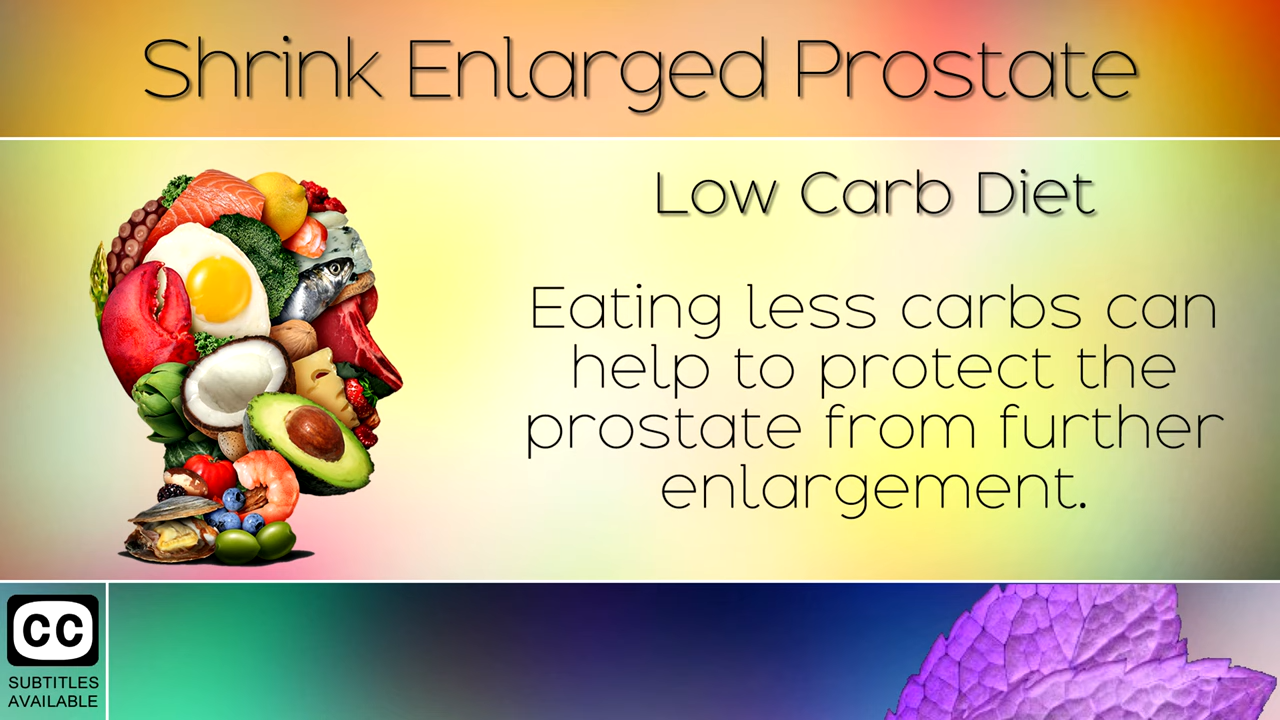 Shrink Enlarged Prostate
Low Carb Diet
Eating less carbs can
help to protect the
prostate from further
enlargement.
CC
SUBTITLES
AVAILABLE